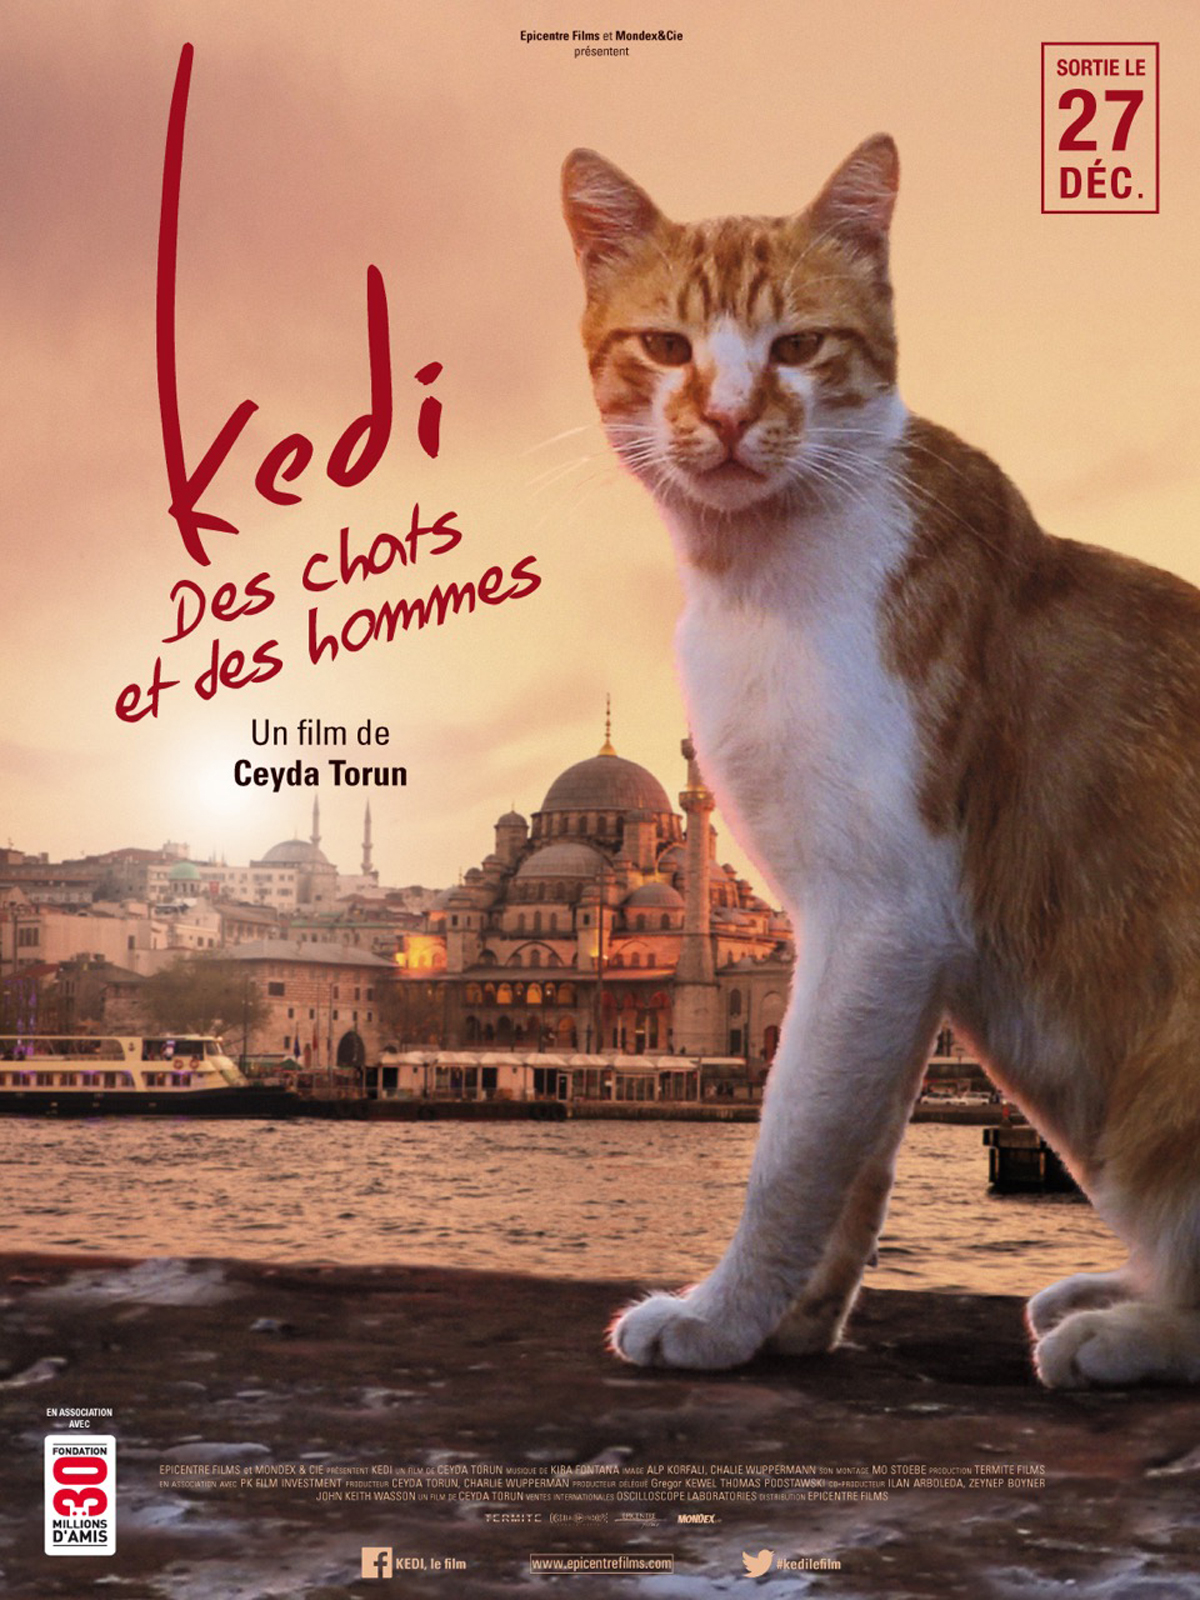 Epicentre Films et Mondex&Cie
présentent
SORTIE LE
27
DÉC.
Kedi
Des chats
et des hommes
Un film de
Ceyda Torun
EN ASSOCIATION
AVEC
FONDATION
30
MILLIONS
D'AMIS
EPICENTRE FILMS et MONDEX & CIE PRÉSENTENT KEDI UN FILM DE CEYDA TORUN MUSIQUE DE KIRA FONTANA IMAGE ALP KORFALI, CHALIE WUPPERMANN SON MONTAGE MO STOEBE PRODUCTION TERMITE FILMS
EN ASSOCIATION AVEC PK FILM INVESTMENT PRODUCTEUR CEYDA TORUN, CHARLIE WUPPERMAN PRODUCTEUR DÉLÉGUÉ Gregor KEWEL THOMAS PODSTAWSKI CO-PRODUCTEUR ILAN ARBOLEDA, ZEYNEP BOYNER
JOHN KEITH WASSON UN FILM DE CEYDA TORUN VENTES INTERNATIONALES OSCILLOSCOPE LABORATORIES DISTRIBUTION EPICENTRE FILMS
TERMITE EPICENTRE MONDEX
KEDI, le film www.epicentrefilms.com #kedilefilm